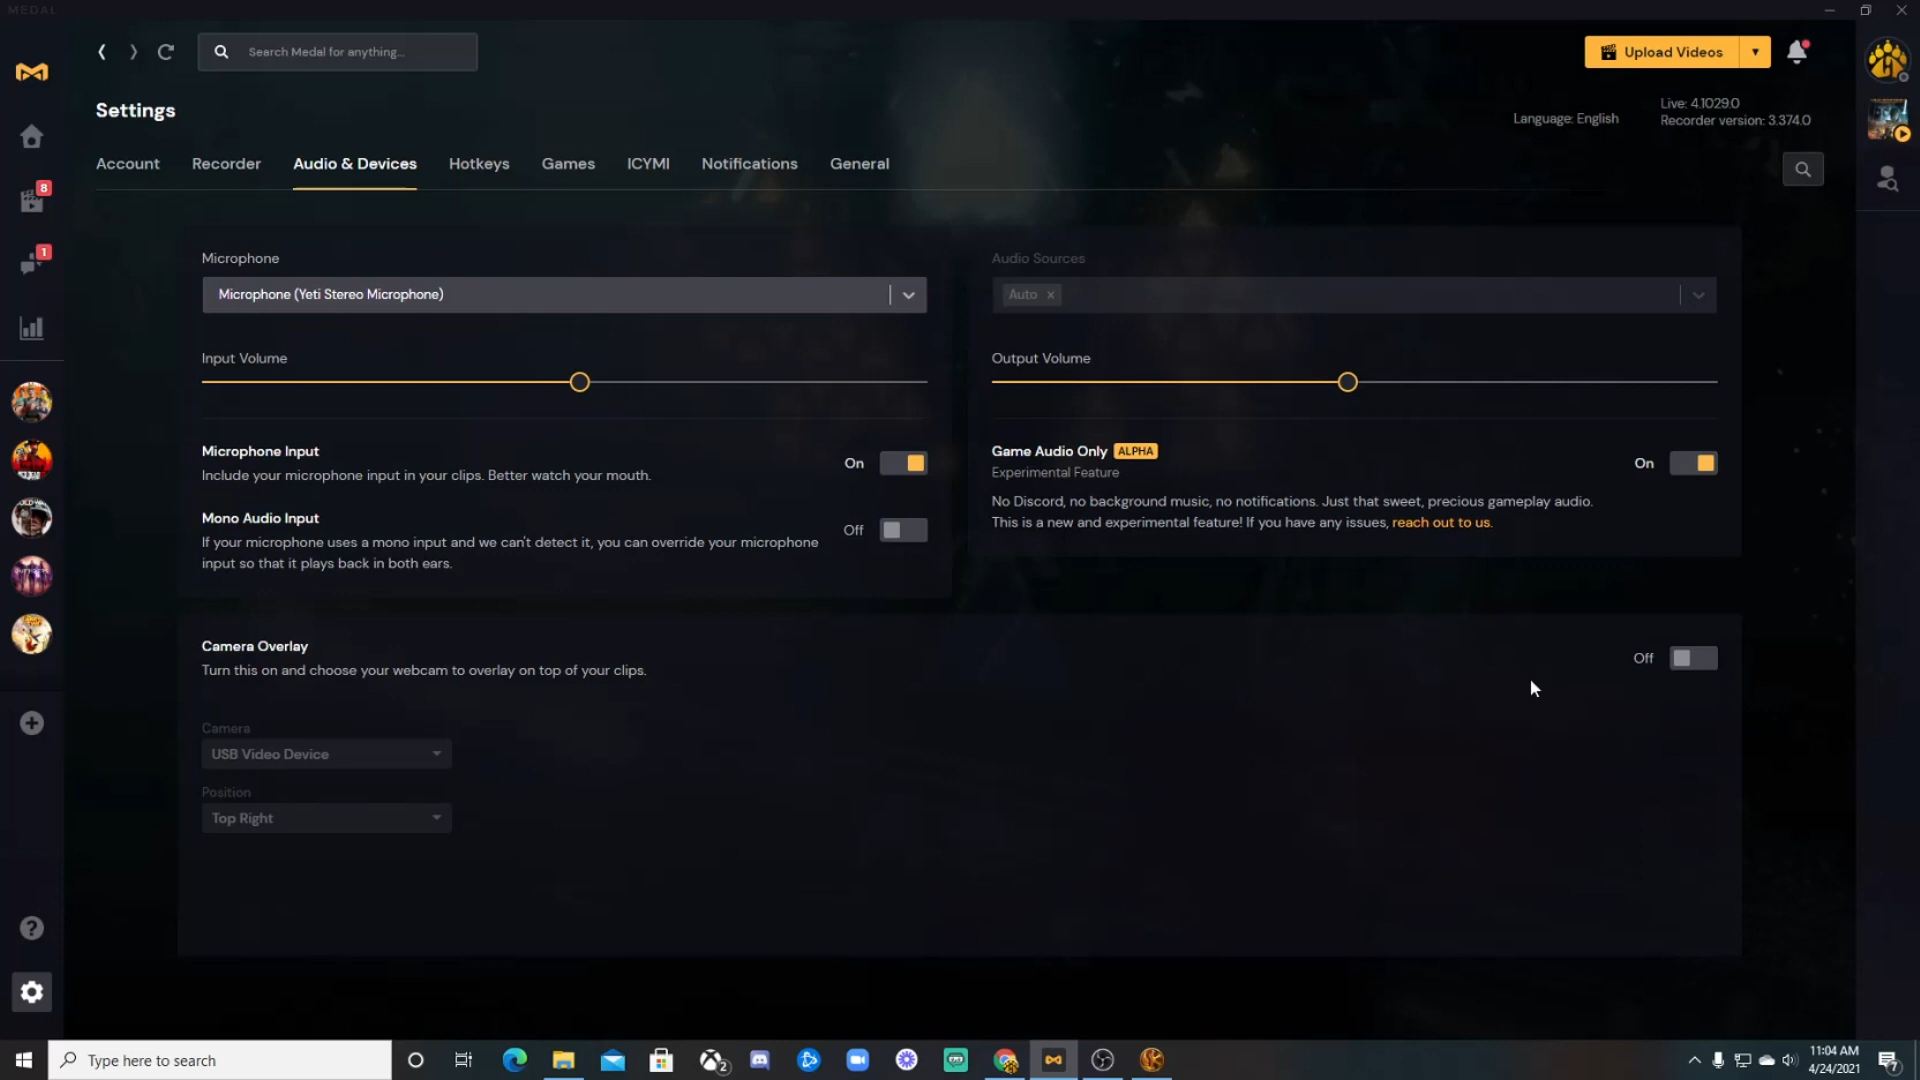 MEDAL
Search Medal for anything...
Upload Videos
Settings
Language: English
Live: 4.1029.0
Recorder version: 3.374.0
Account Recorder Audio & Devices Hotkeys Games ICYMI Notifications General
8
1
Microphone
Microphone (Yeti Stereo Microphone)
Input Volume
Microphone Input
Include your microphone input in your clips. Better watch your mouth.
On
Mono Audio Input
If your microphone uses a mono input and we can't detect it, you can override your microphone
input so that it plays back in both ears.
Off
Audio Sources
Auto ×
Output Volume
Game Audio Only ALPHA
Experimental Feature
On
No Discord, no background music, no notifications. Just that sweet, precious gameplay audio.
This is a new and experimental feature! If you have any issues, reach out to us.
Camera Overlay
Turn this on and choose your webcam to overlay on top of your clips.
Off
Camera
USB Video Device
Position
Top Right
Type here to search
2
11:04 AM
4/24/2021
7